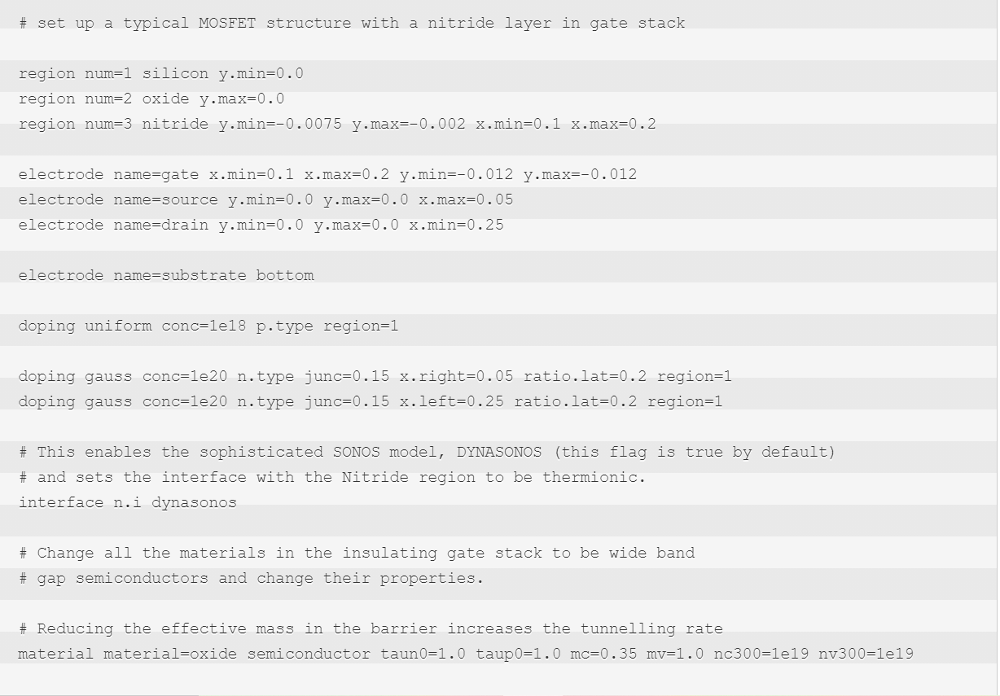 # set up a typical MOSFET structure with a nitride layer in gate stack
region num=1 silicon y.min=0.0
region num=2 oxide y.max=0.0
region num=3 nitride y.min=-0.0075 y.max=-0.002 x.min=0.1 x.max=0.2
electrode name=gate x.min=0.1 x.max=0.2 y.min=-0.012 y.max=-0.012
electrode name=source y.min=0.0 y.max=0.0 x.max=0.05
electrode name=drain y.min=0.0 y.max=0.0 x.min=0.25
electrode name=substrate bottom
doping uniform conc=1e18 p.type region=1
doping gauss conc=1e20 n.type junc=0.15 x.right=0.05 ratio.lat=0.2 region=1
doping gauss conc=1e20 n.type junc=0.15 x.left=0.25 ratio.lat=0.2 region=1
# This enables the sophisticated SONOS model, DYNASONOS (this flag is true by default)
# and sets the interface with the Nitride region to be thermionic.
interface n.i dynasonos
# Change all the materials in the insulating gate stack to be wide band
# gap semiconductors and change their properties.
# Reducing the effective mass in the barrier increases the tunnelling rate
material material=oxide semiconductor taun0=1.0 taup0=1.0 mc=0.35 mv=1.0 nc300=1e19 nv300=1e19